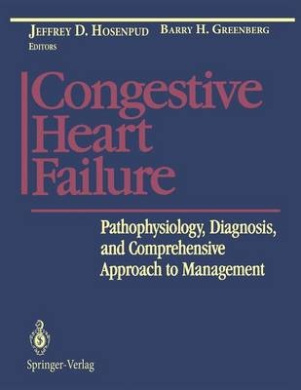 JEFFREY D. HOSENPUD BARRY H. GREENBERG
EDITORS
Congestive
Heart
Failure
Pathophysiology, Diagnosis,
and Comprehensive
Approach to Management
Springer-Verlag